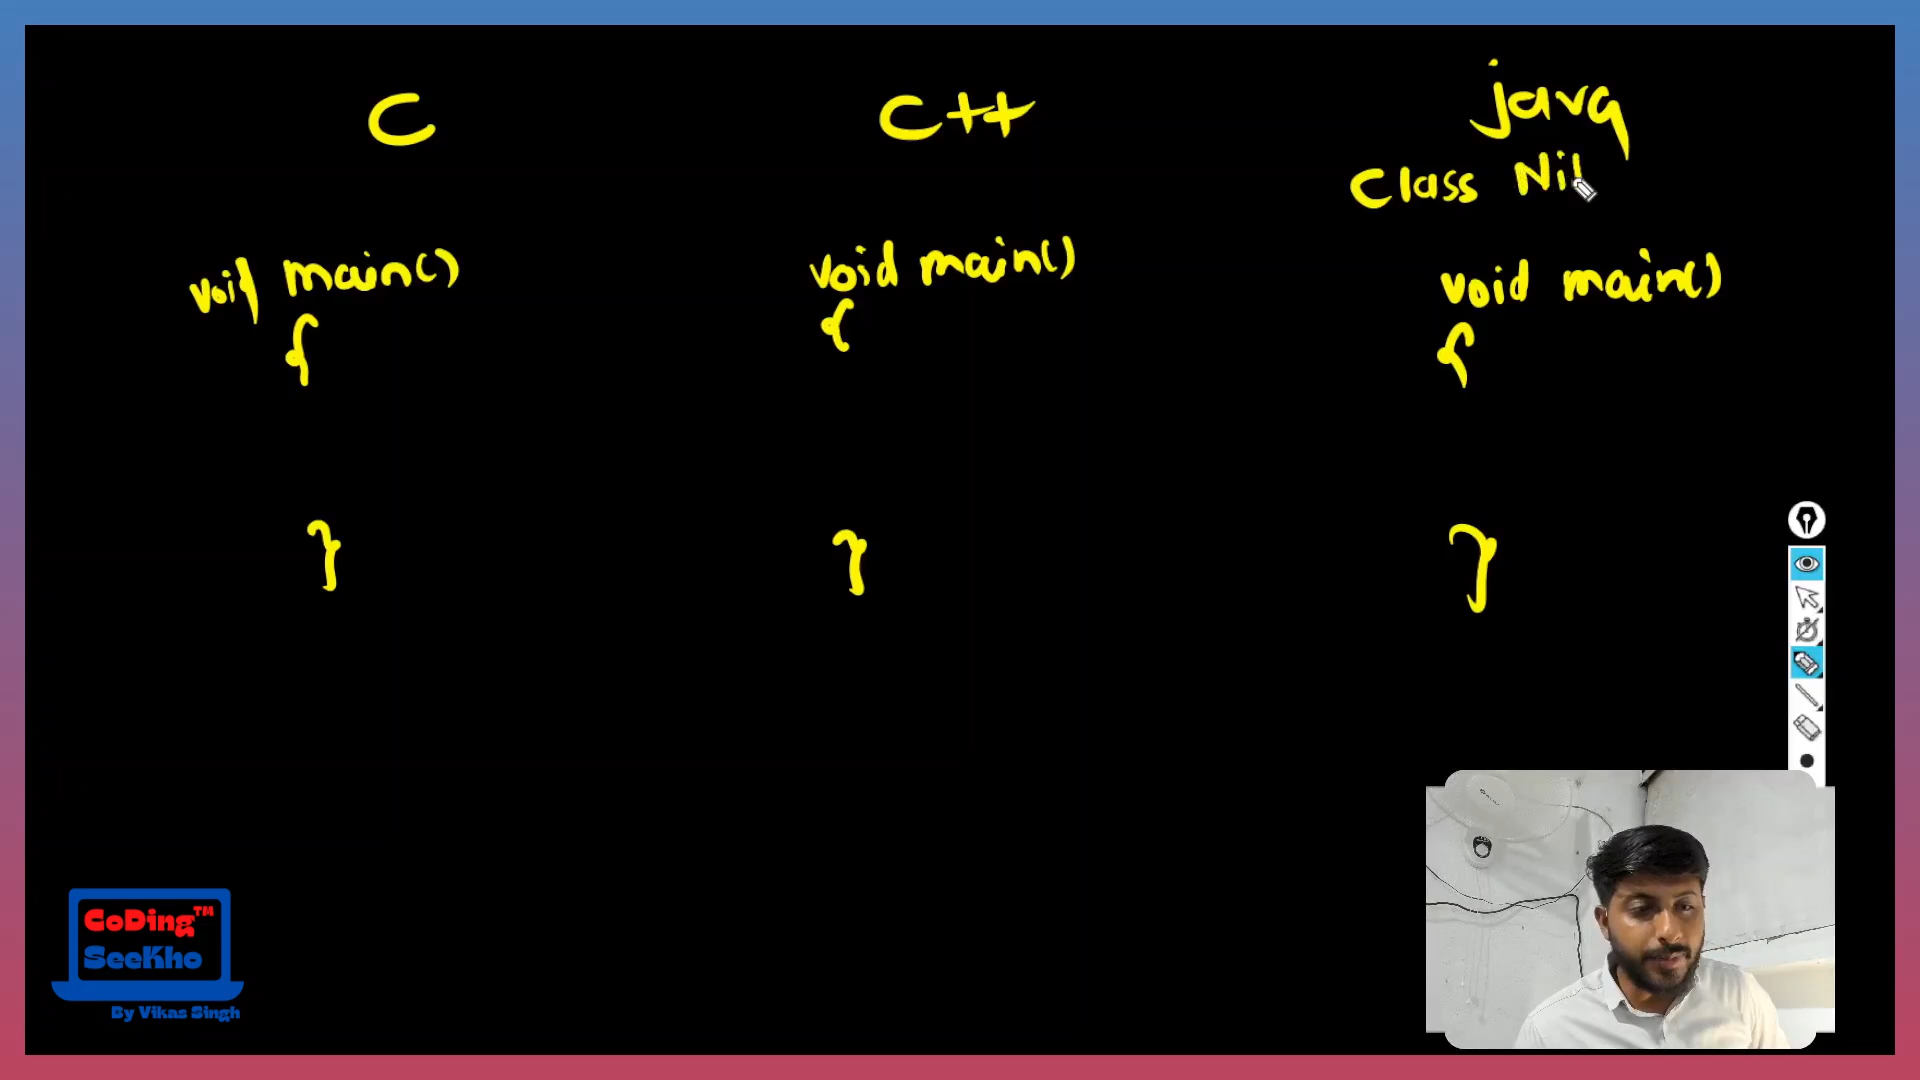 C
void main()
{
}
C++
void main()
{
}
java
Class Nil
void main()
{
}
CoDing™
SeeKho
By Vikas Singh